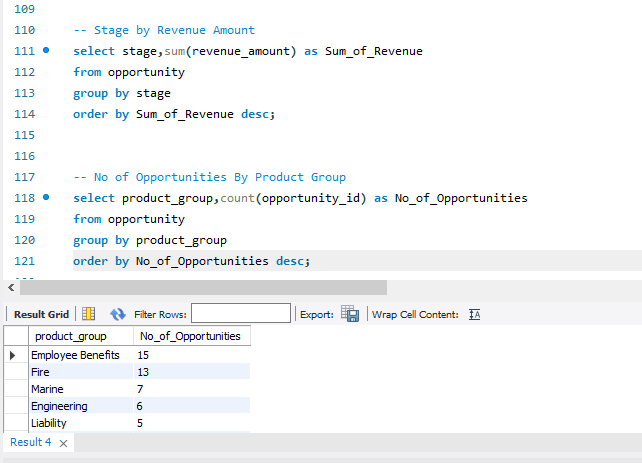 109
110 -- Stage by Revenue Amount
111 select stage,sum(revenue_amount) as Sum_of_Revenue
112 from opportunity
113 group by stage
114 order by Sum_of_Revenue desc;
115
116
117 -- No of Opportunities By Product Group
118 select product_group,count(opportunity_id) as No_of_Opportunities
119 from opportunity
120 group by product_group
121 order by No_of_Opportunities desc;
Result Grid Filter Rows: Export: Wrap Cell Content:
product_group No_of_Opportunities
Employee Benefits 15
Fire 13
Marine 7
Engineering 6
Liability 5
Result 4 ×